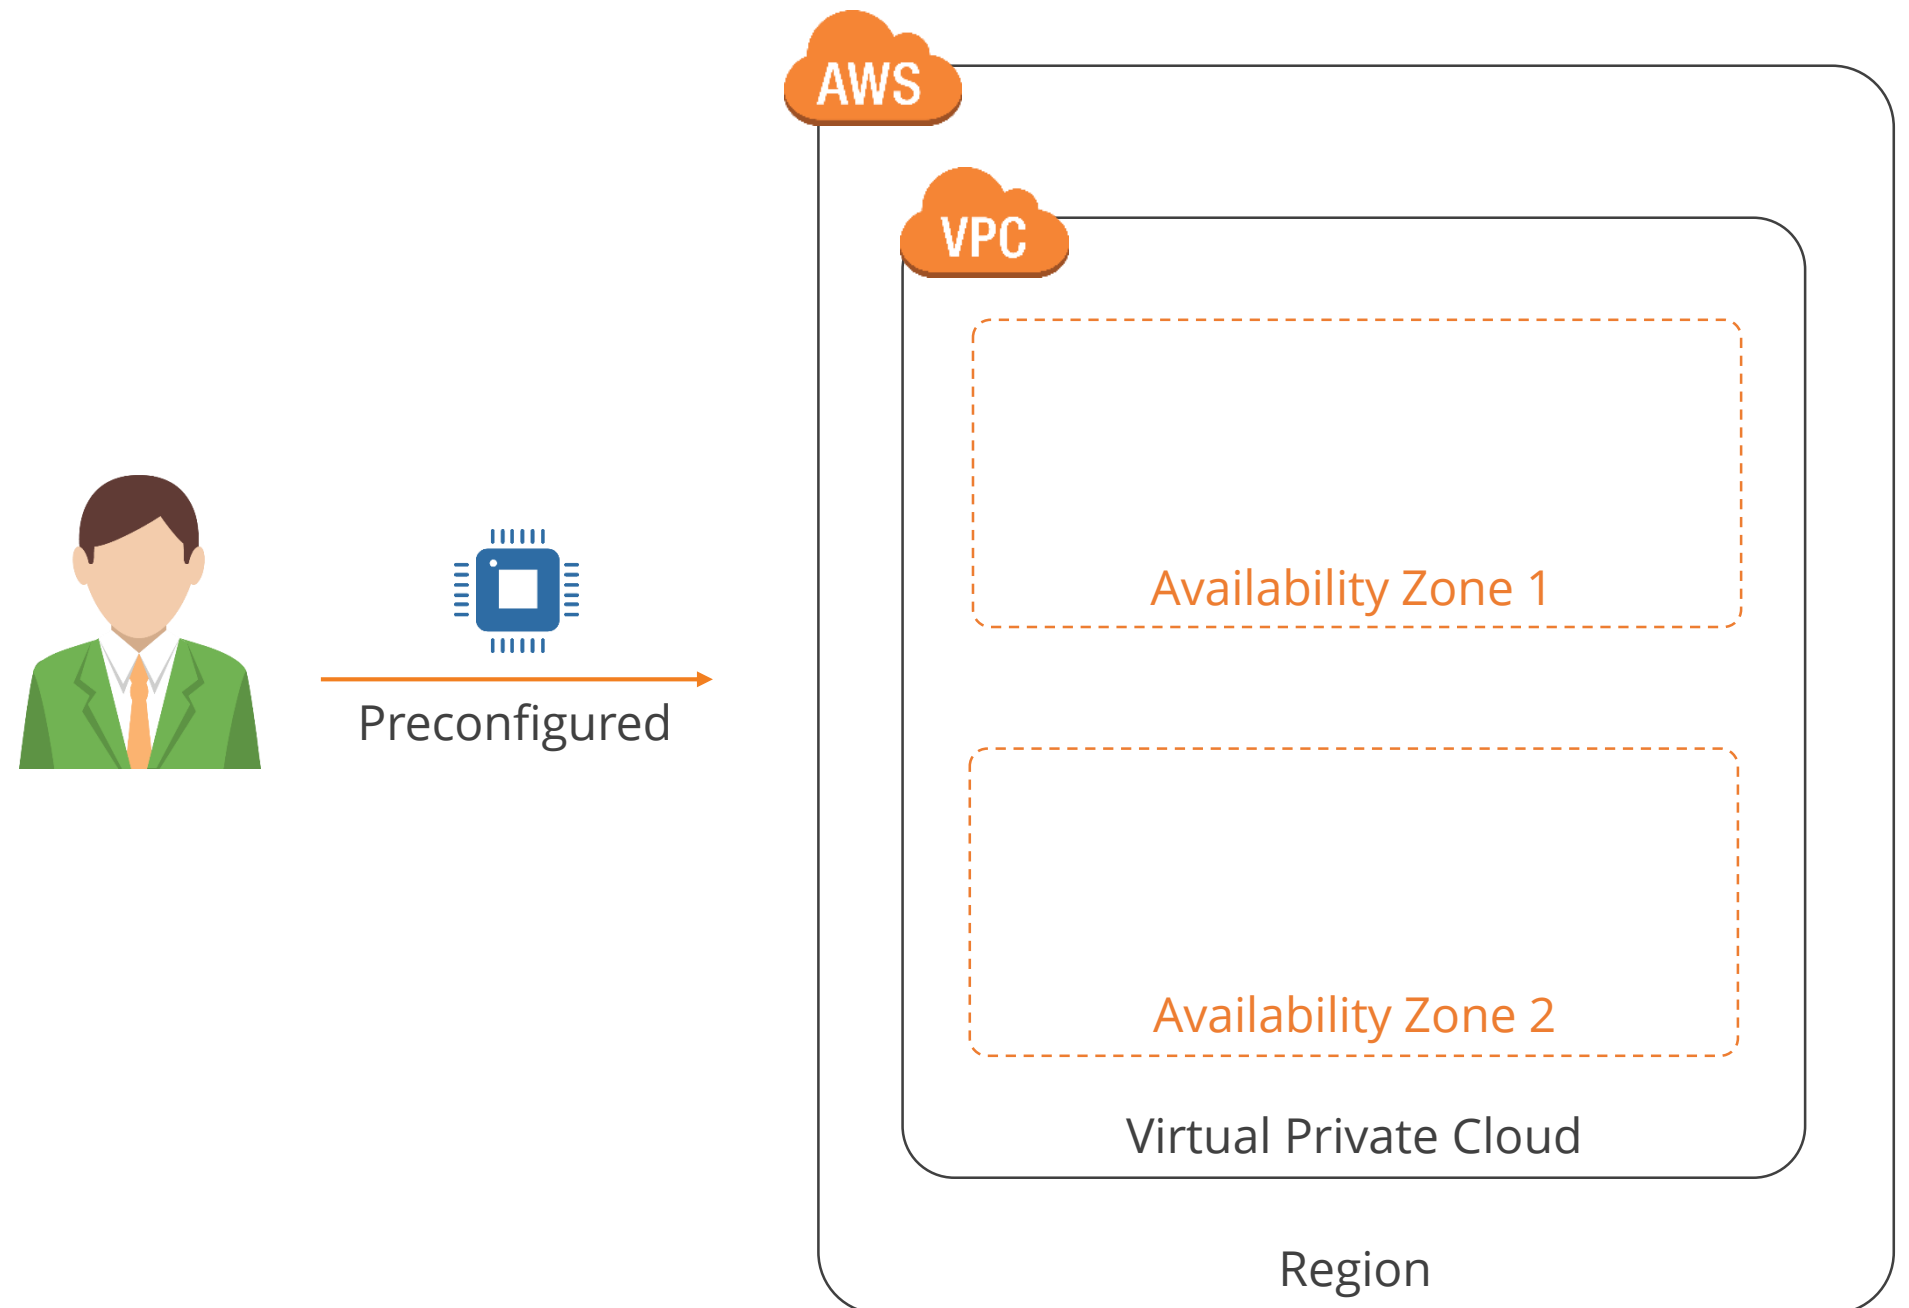 AWS
VPC
Availability Zone 1
Preconfigured
Availability Zone 2
Virtual Private Cloud
Region